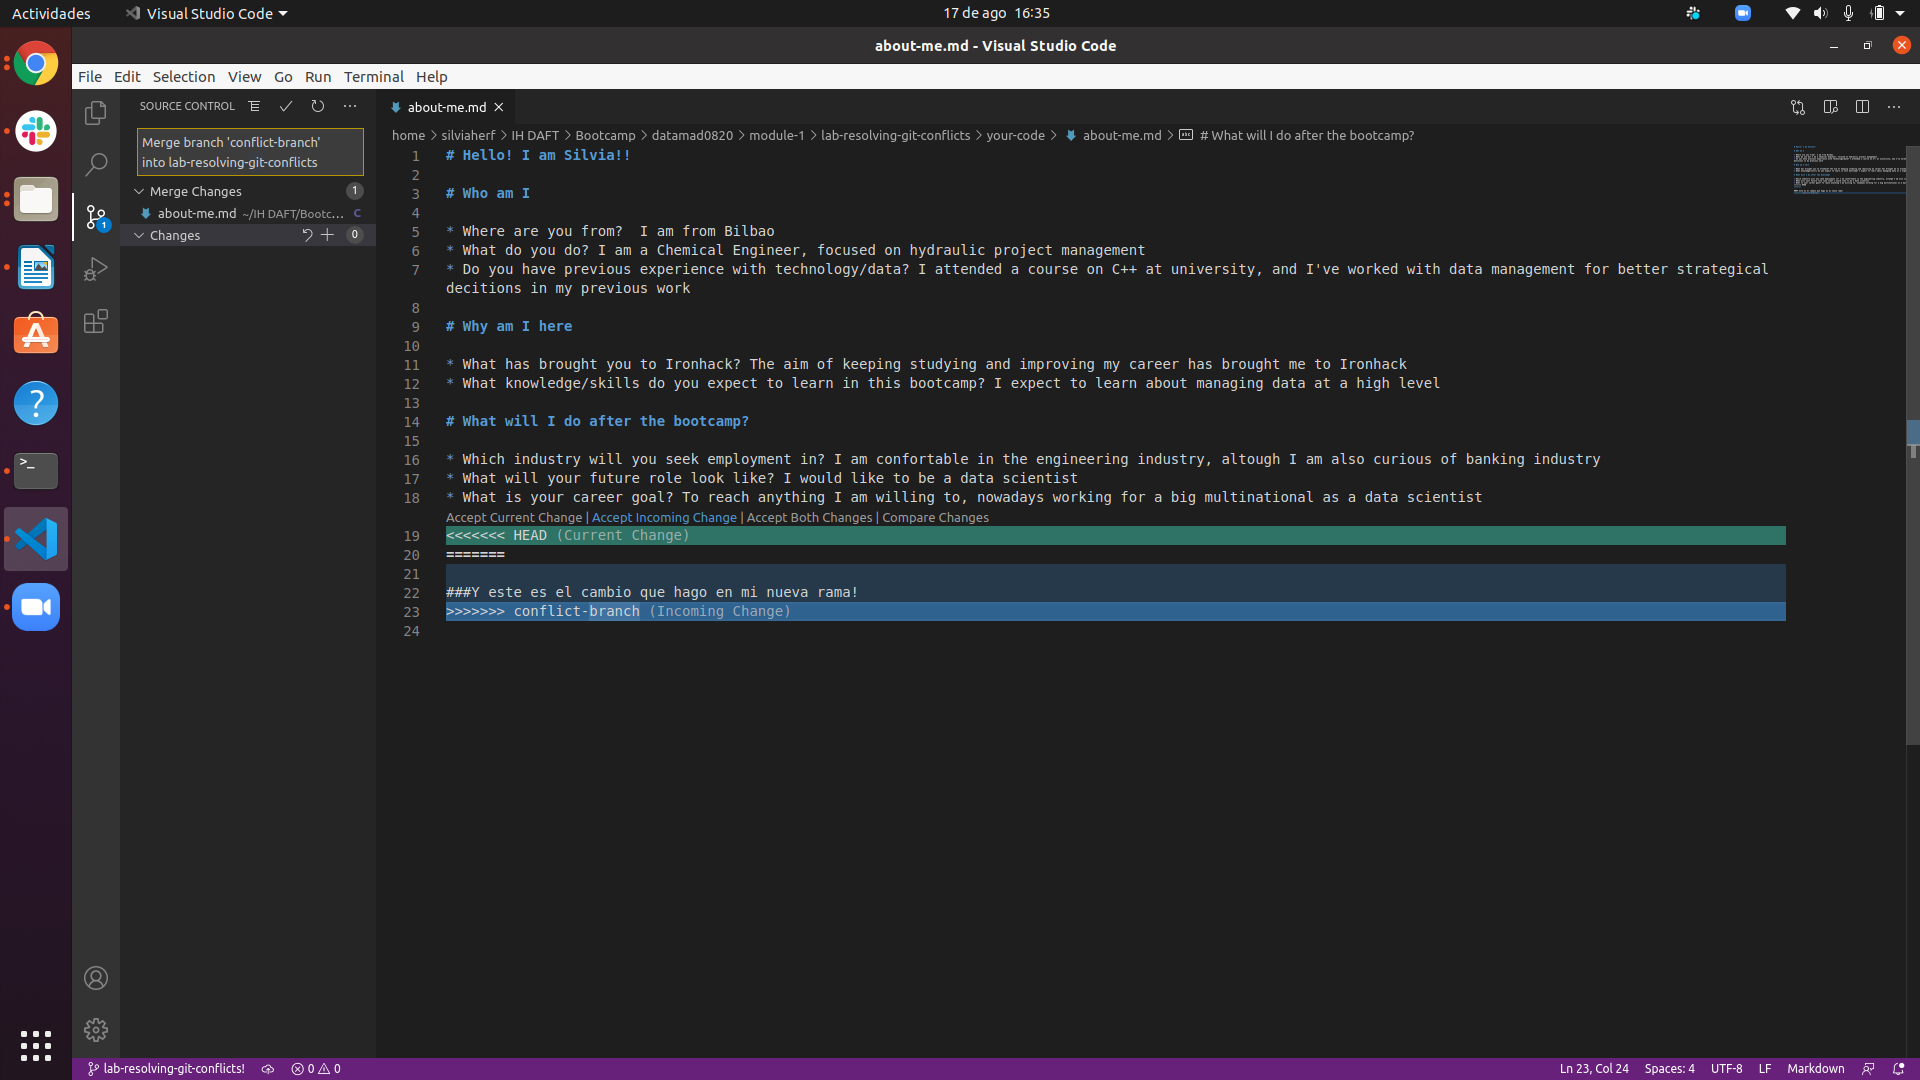 Actividades
Visual Studio Code
17 de ago 16:35
about-me.md - Visual Studio Code
File Edit Selection View Go Run Terminal Help
SOURCE CONTROL
Merge branch 'conflict-branch'
into lab-resolving-git-conflicts
Merge Changes 1
about-me.md ~/IH DAFT/Bootc... C
Changes 0
1
about-me.md
home > silviaherf > IH DAFT > Bootcamp > datamad0820 > module-1 > lab-resolving-git-conflicts > your-code > about-me.md > # What will I do after the bootcamp?
1 # Hello! I am Silvia!!
2
3 # Who am I
4
5 * Where are you from?  I am from Bilbao
6 * What do you do? I am a Chemical Engineer, focused on hydraulic project management
7 * Do you have previous experience with technology/data? I attended a course on C++ at university, and I've worked with data management for better strategical
decitions in my previous work
8
9 # Why am I here
10
11 * What has brought you to Ironhack? The aim of keeping studying and improving my career has brought me to Ironhack
12 * What knowledge/skills do you expect to learn in this bootcamp? I expect to learn about managing data at a high level
13
14 # What will I do after the bootcamp?
15
16 * Which industry will you seek employment in? I am confortable in the engineering industry, altough I am also curious of banking industry
17 * What will your future role look like? I would like to be a data scientist
18 * What is your career goal? To reach anything I am willing to, nowadays working for a big multinational as a data scientist
Accept Current Change | Accept Incoming Change | Accept Both Changes | Compare Changes
19 <<<<<<< HEAD (Current Change)
20 =======
21
22 ###Y este es el cambio que hago en mi nueva rama!
23 >>>>>>> conflict-branch (Incoming Change)
24
lab-resolving-git-conflicts! 0 0
Ln 23, Col 24 Spaces: 4 UTF-8 LF Markdown